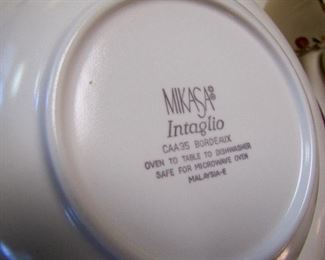 MIKASA®
Intaglio
CAA35 BORDEAUX
OVEN TO TABLE TO DISHWASHER
SAFE FOR MICROWAVE OVEN
MALAYSIA-E